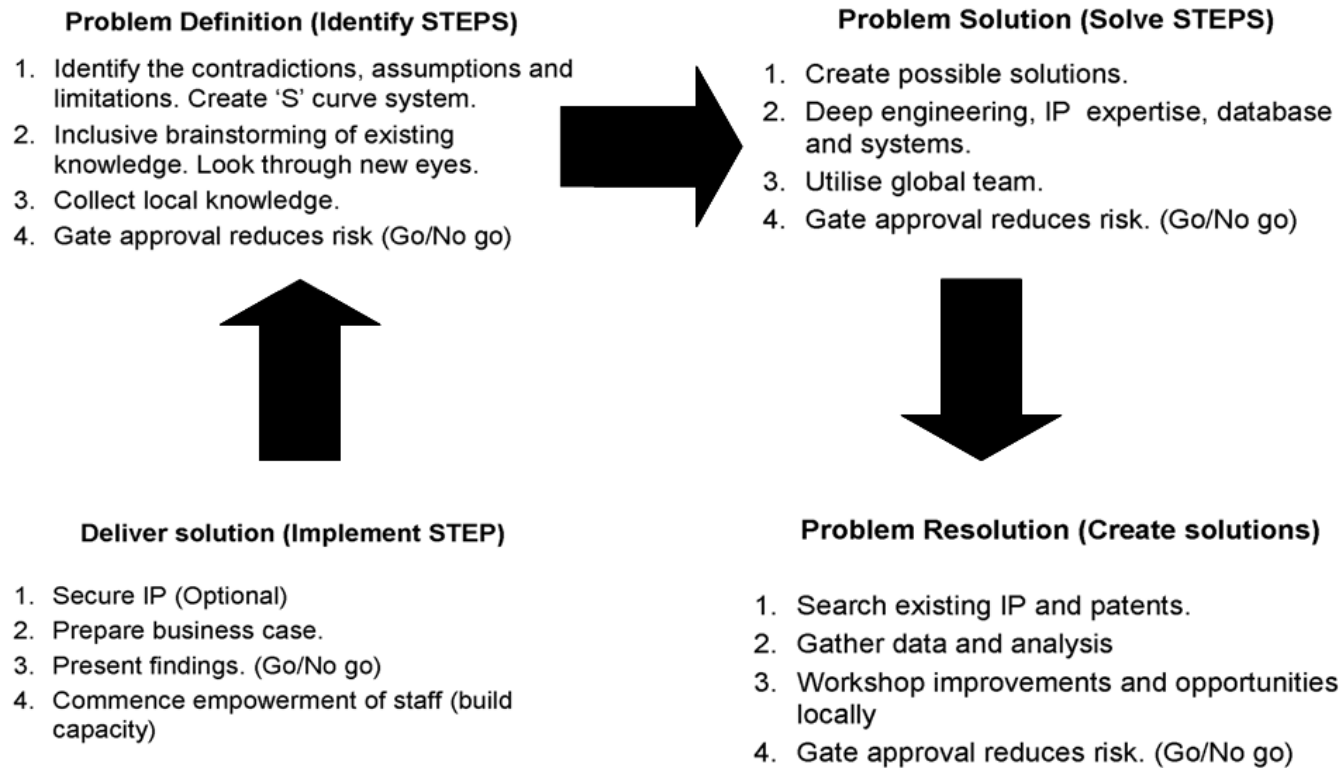 Problem Definition (Identify STEPS)
1. Identify the contradictions, assumptions and
limitations. Create ‘S’ curve system.
2. Inclusive brainstorming of existing
knowledge. Look through new eyes.
3. Collect local knowledge.
4. Gate approval reduces risk (Go/No go)
Problem Solution (Solve STEPS)
1. Create possible solutions.
2. Deep engineering, IP expertise, database
and systems.
3. Utilise global team.
4. Gate approval reduces risk. (Go/No go)
Deliver solution (Implement STEP)
1. Secure IP (Optional)
2. Prepare business case.
3. Present findings. (Go/No go)
4. Commence empowerment of staff (build
capacity)
Problem Resolution (Create solutions)
1. Search existing IP and patents.
2. Gather data and analysis
3. Workshop improvements and opportunities
locally
4. Gate approval reduces risk. (Go/No go)